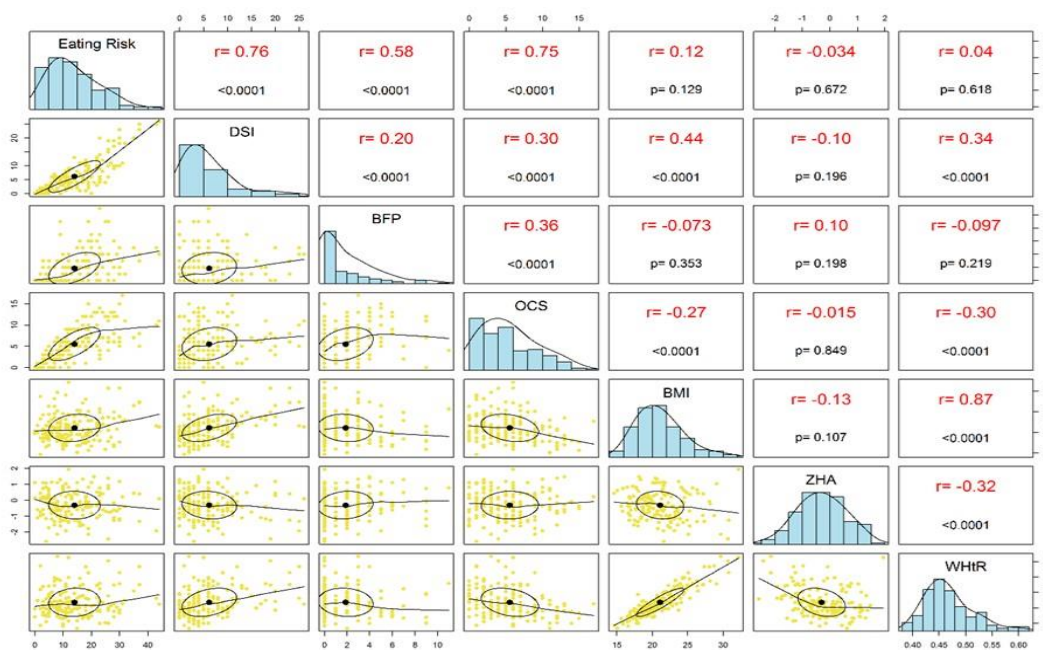 0 5 10 15 20 25
0 5 10 15
-2 -1 0 1 2
Eating Risk
r= 0.76
r= 0.58
r= 0.75
r= 0.12
r= -0.034
r= 0.04
<0.0001
<0.0001
<0.0001
p= 0.129
p= 0.672
p= 0.618
DSI
r= 0.20
r= 0.30
r= 0.44
r= -0.10
r= 0.34
<0.0001
<0.0001
<0.0001
p= 0.196
<0.0001
0 5 10 20
BFP
r= 0.36
r= -0.073
r= 0.10
r= -0.097
<0.0001
p= 0.353
p= 0.198
p= 0.219
OCS
r= -0.27
r= -0.015
r= -0.30
<0.0001
p= 0.849
<0.0001
0 5 10 15
BMI
r= -0.13
r= 0.87
p= 0.107
<0.0001
ZHA
r= -0.32
<0.0001
-2 0 1 2
WHtR
0 10 20 30 40
0 2 4 6 8 10
15 20 25 30
0.40 0.45 0.50 0.55 0.60